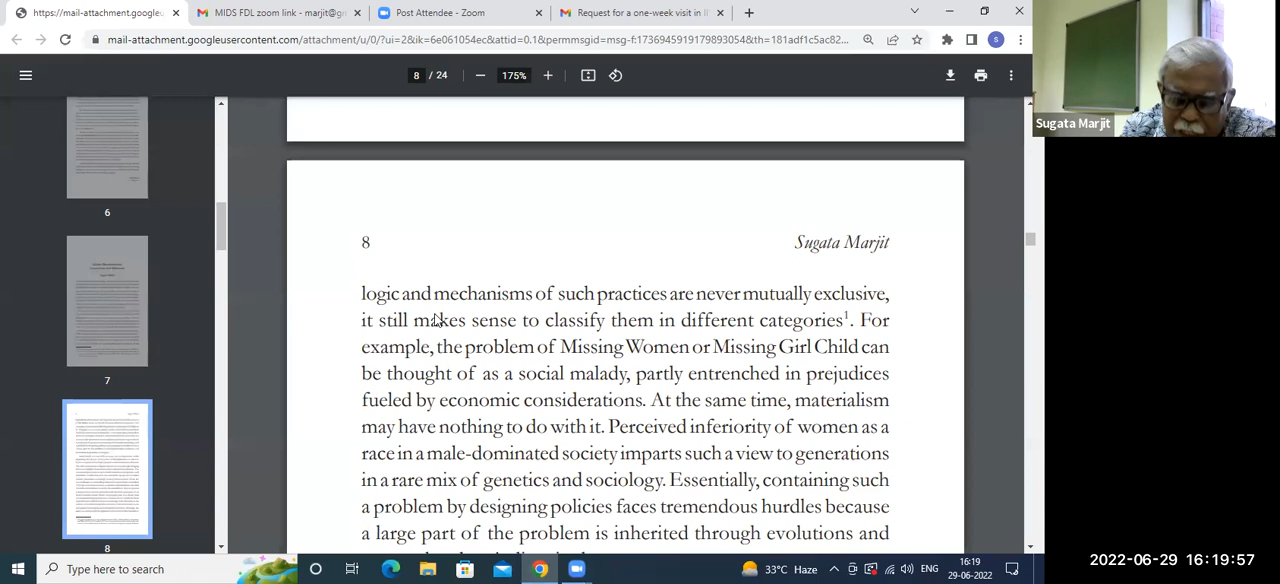 https://mail-attachment.googleu
MIDS FDL zoom link - marjit@gr
Post Attendee - Zoom
Request for a one-week visit in II
mail-attachment.googleusercontent.com/attachment/u/0/?ui=2&ik=6e061054ec&attid=0.1&permmsgid=msg-f:1736945919179893054&th=181adf1c5ac82...
S
8 / 24
175%
6
7
8
Sugata Marjit
8 Sugata Marjit
logic and mechanisms of such practices are never mutually exclusive,
it still makes sense to classify them in different categories1. For
example, the problem of Missing Women or Missing Girl Child can
be thought of as a social malady, partly entrenched in prejudices
fueled by economic considerations. At the same time, materialism
may have nothing to do with it. Perceived inferiority of women as a
race in a male-dominated society imparts such a view to generations
in a rare mix of genetics and sociology. Essentially, containing such
a problem by designing policies faces tremendous hurdles because
a large part of the problem is inherited through evolutions and
Type here to search
33°C Haze
ENG
16:19
29-06-2022
2022-06-29 16:19:57